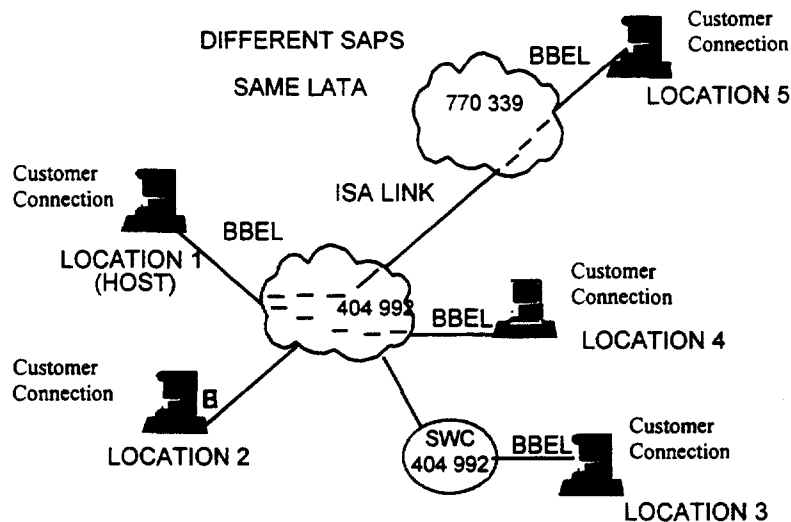 DIFFERENT SAPS
SAME LATA
Customer
Connection
BBEL
LOCATION 5
770 339
ISA LINK
Customer
Connection
BBEL
LOCATION 1
(HOST)
404 992
Customer
Connection
BBEL
LOCATION 4
Customer
Connection
B
LOCATION 2
SWC
404 992
BBEL
Customer
Connection
LOCATION 3